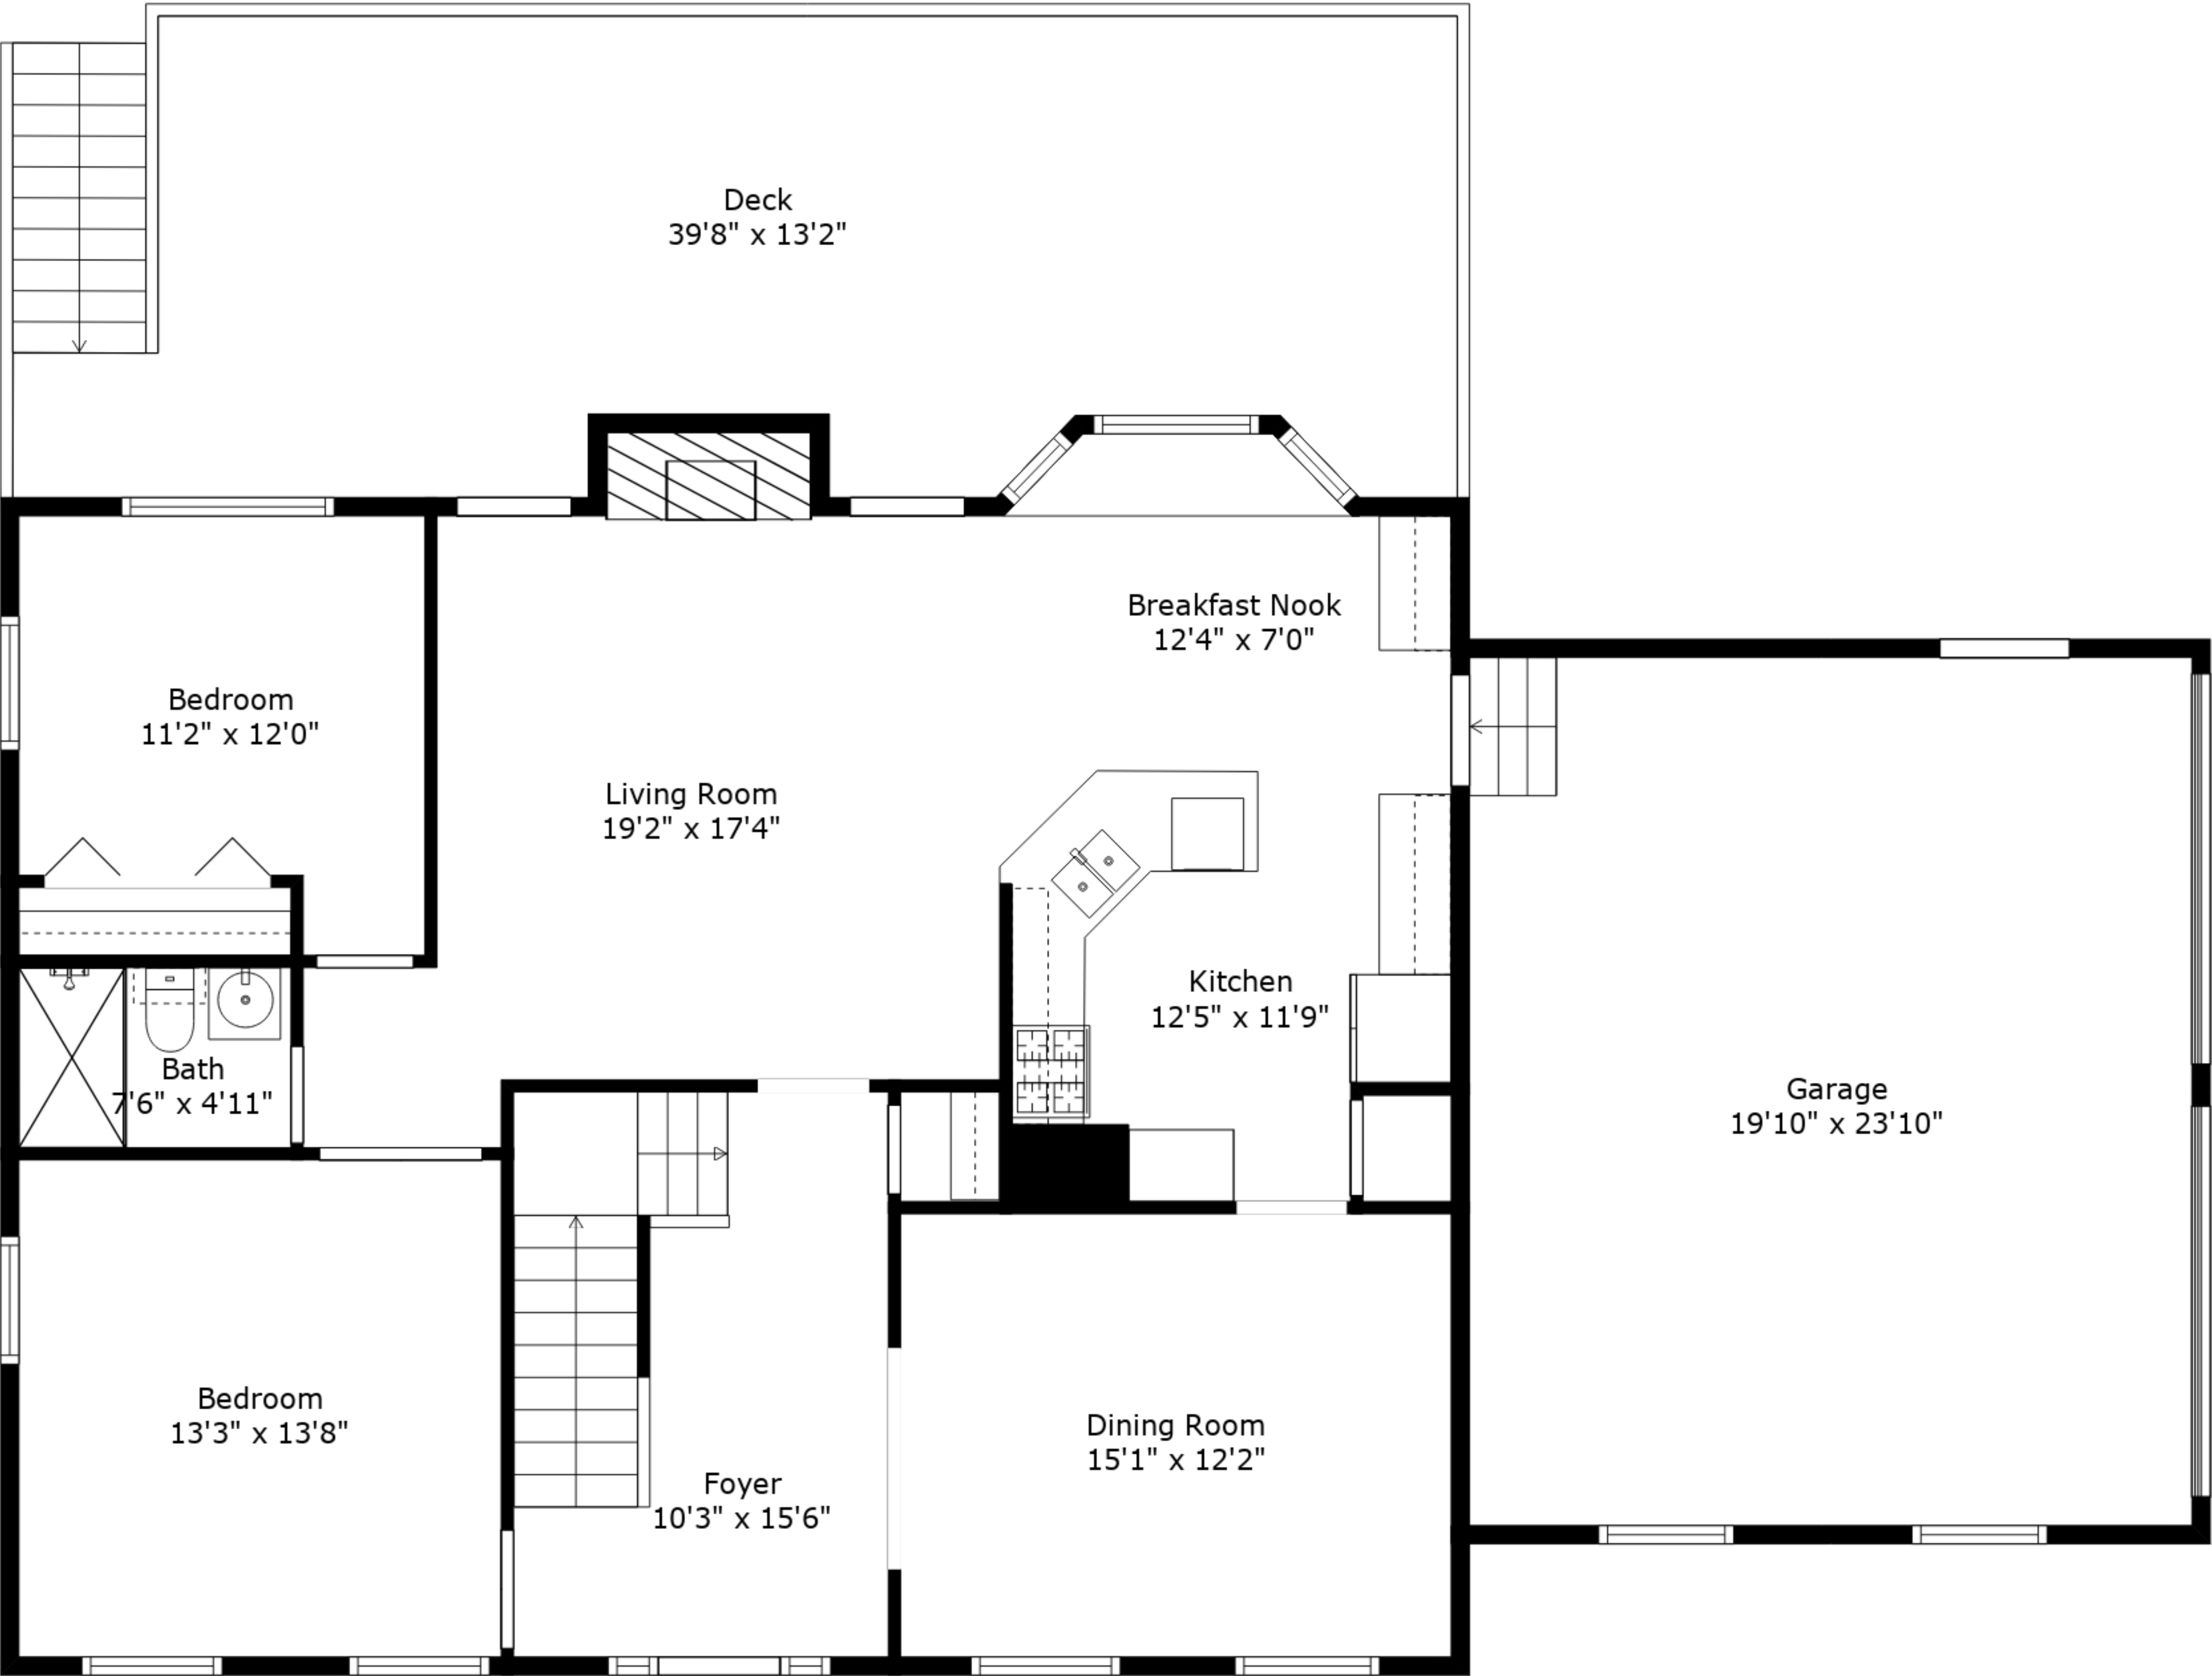 Deck
39'8" x 13'2"
Breakfast Nook
12'4" x 7'0"
Bedroom
11'2" x 12'0"
Living Room
19'2" x 17'4"
Kitchen
12'5" x 11'9"
Bath
7'6" x 4'11"
Garage
19'10" x 23'10"
Bedroom
13'3" x 13'8"
Dining Room
15'1" x 12'2"
Foyer
10'3" x 15'6"